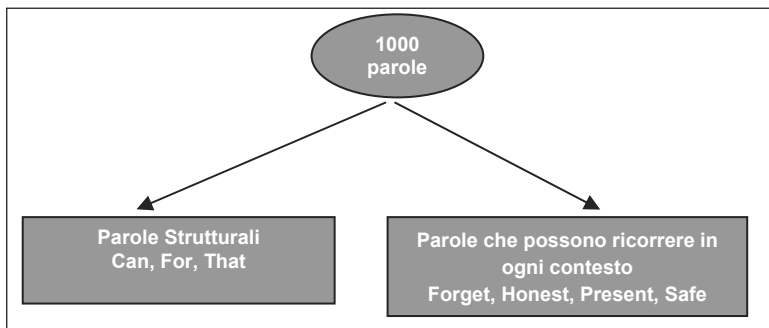 1000
parole
Parole Strutturali
Can, For, That
Parole che possono ricorrere in
ogni contesto
Forget, Honest, Present, Safe